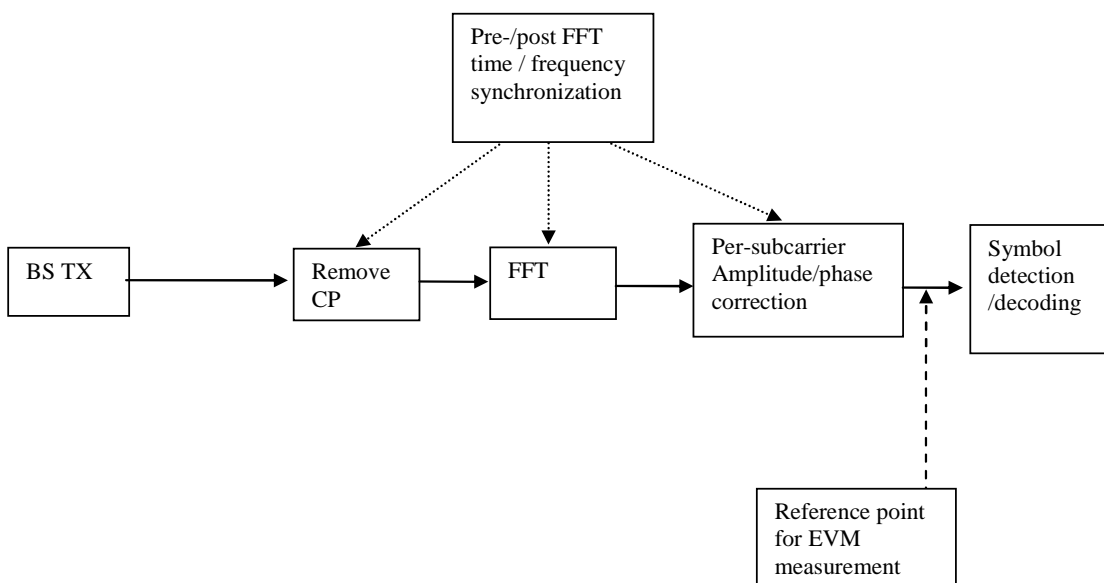 Pre-/post FFT
time / frequency
synchronization
BS TX
Remove
CP
FFT
Per-subcarrier
Amplitude/phase
correction
Symbol
detection
/decoding
Reference point
for EVM
measurement